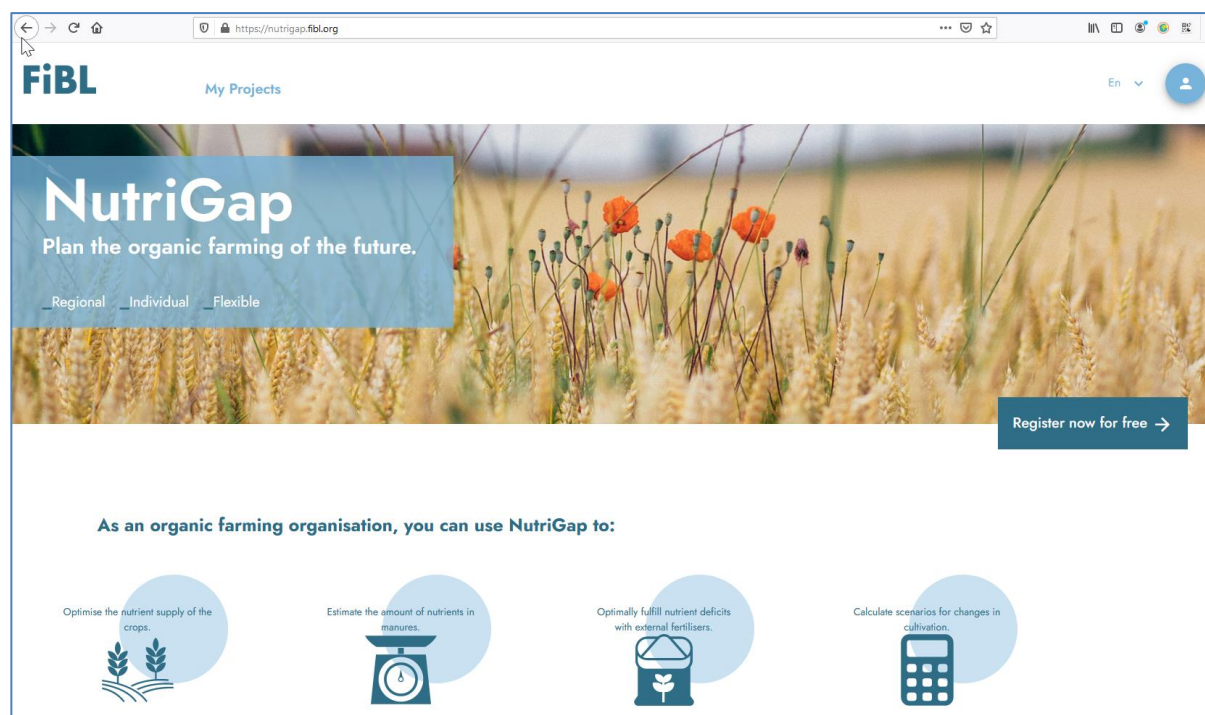 https://nutrigap.fibl.org
FiBL
My Projects
En
NutriGap
Plan the organic farming of the future.
_Regional _Individual _Flexible
Register now for free →
As an organic farming organisation, you can use NutriGap to:
Optimise the nutrient supply of the
crops.
Estimate the amount of nutrients in
manures.
Optimally fulfill nutrient deficits
with external fertilisers.
Calculate scenarios for changes in
cultivation.